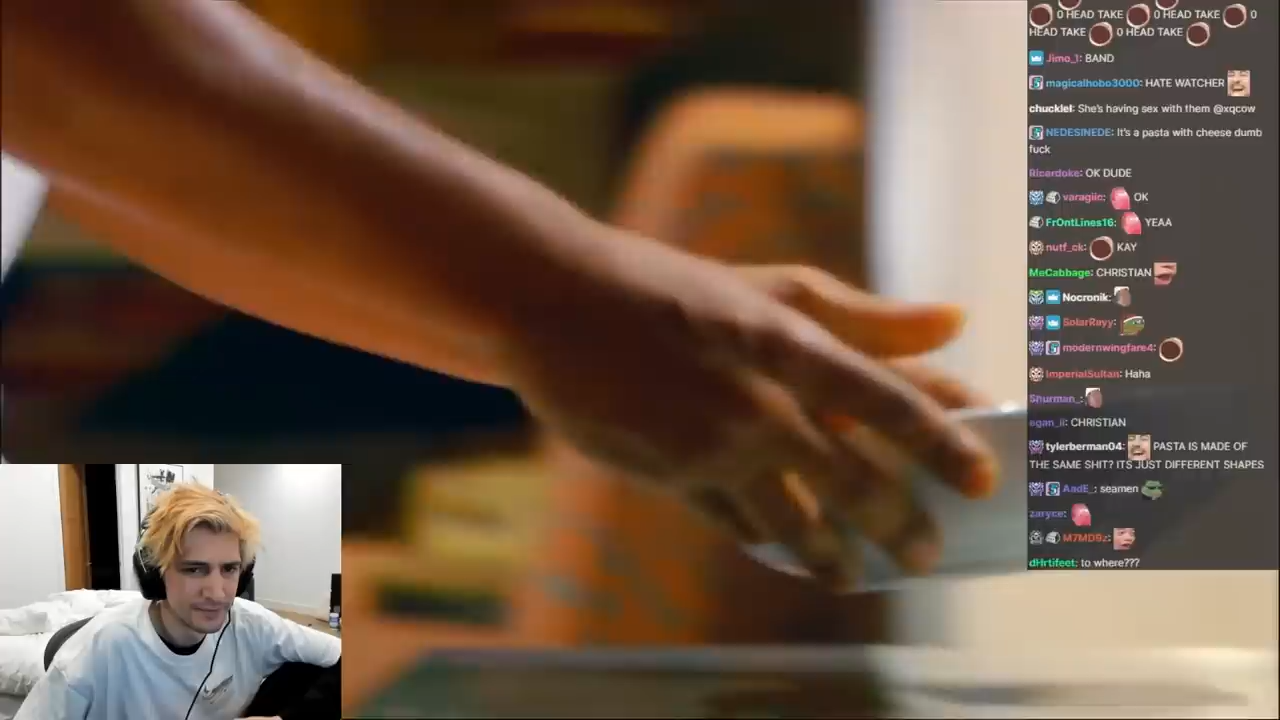 0 HEAD TAKE 0 HEAD TAKE 0
HEAD TAKE 0 HEAD TAKE
Jimo_1: BAND
magicalhobo3000: HATE WATCHER
chucklel: She's having sex with them @xqcow
NEDESINEDE: It's a pasta with cheese dumb
fuck
Ricardoke: OK DUDE
varagiic: OK
FrOntLines16: YEAA
nutf_ck: KAY
MeCabbage: CHRISTIAN
Nocronik:
SolarRayy:
modernwingfare4:
ImperialSultan: Haha
Shurman_:
egan_ii: CHRISTIAN
tylerberman04: PASTA IS MADE OF
THE SAME SHIT? ITS JUST DIFFERENT SHAPES
AadE_: seamen
zaryce:
M7MD9z:
dHrtifeet: to where???